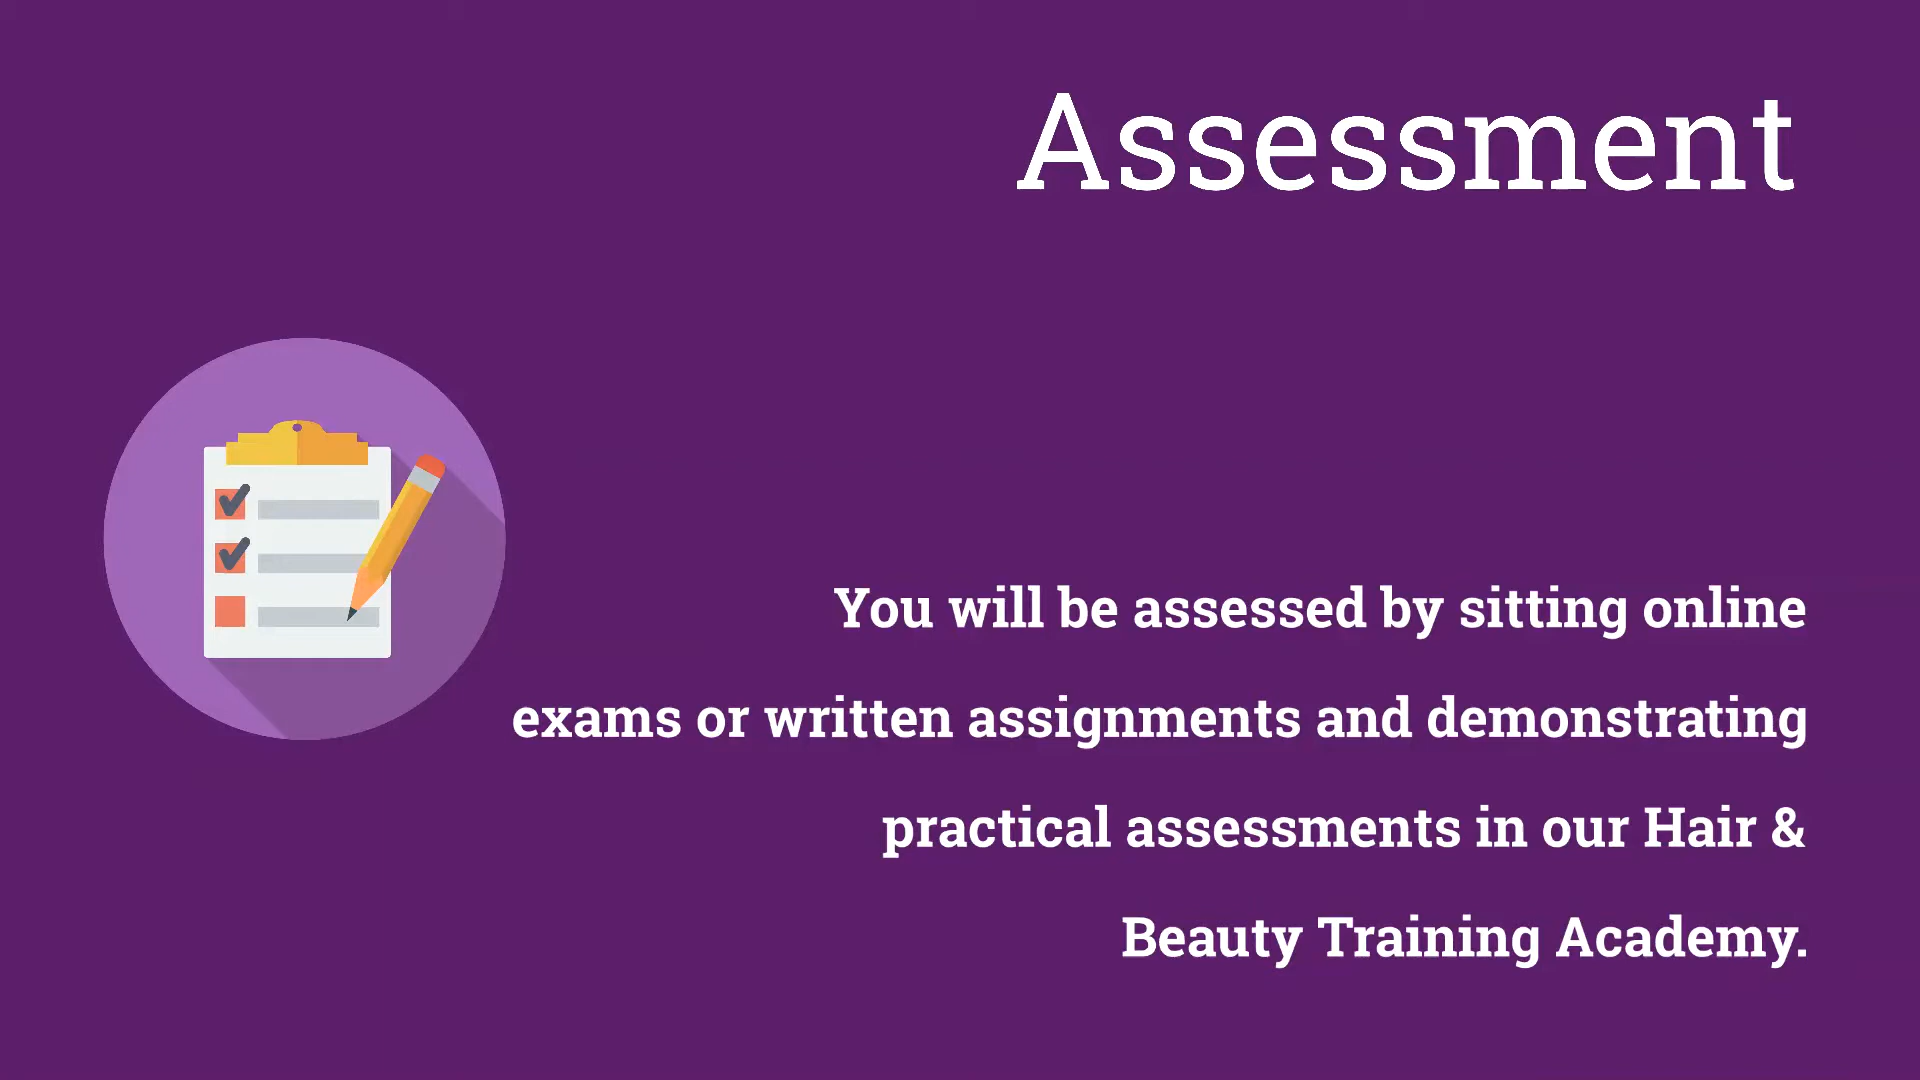 Assessment
You will be assessed by sitting online
exams or written assignments and demonstrating
practical assessments in our Hair &
Beauty Training Academy.